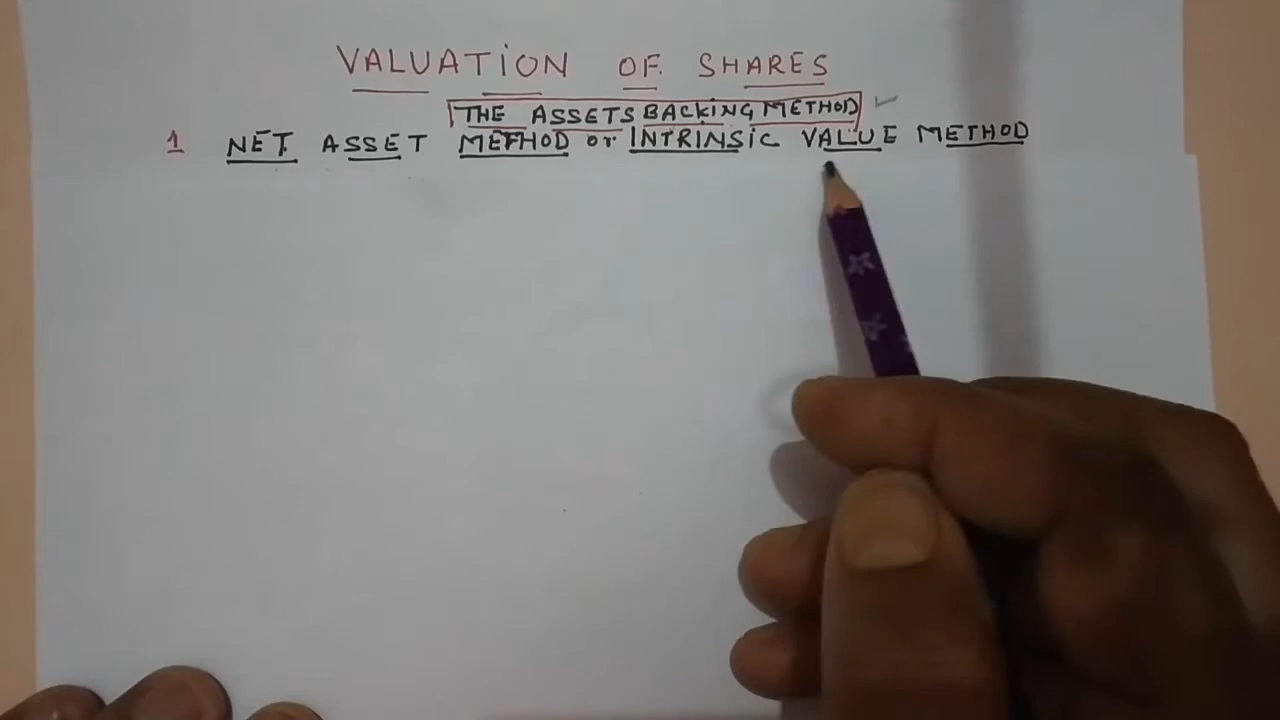 VALUATiON OF SHARES
THE ASSETS BACKiNG METHOD
1 NET ASSET METHOD or INTRINSiC VALUE METHOD